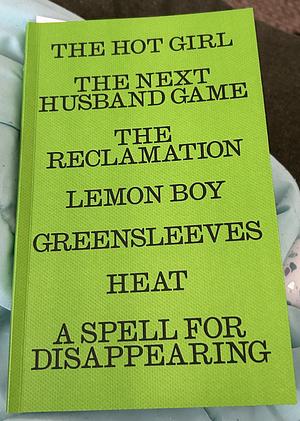 THE HOT GIRL
THE NEXT
HUSBAND GAME
THE
RECLAMATION
LEMON BOY
GREENSLEEVES
HEAT
A SPELL FOR
DISAPPEARING